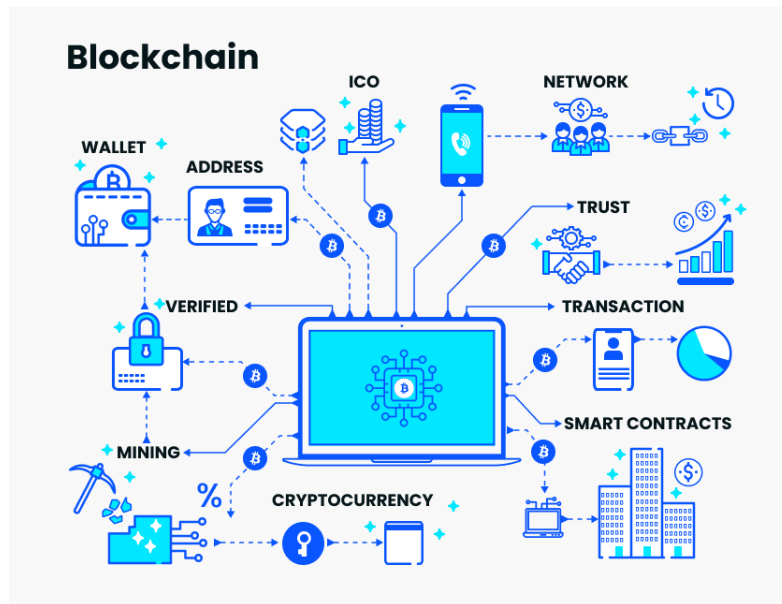 Blockchain
ICO
NETWORK
WALLET
ADDRESS
TRUST
VERIFIED
TRANSACTION
SMART CONTRACTS
MINING
%
CRYPTOCURRENCY